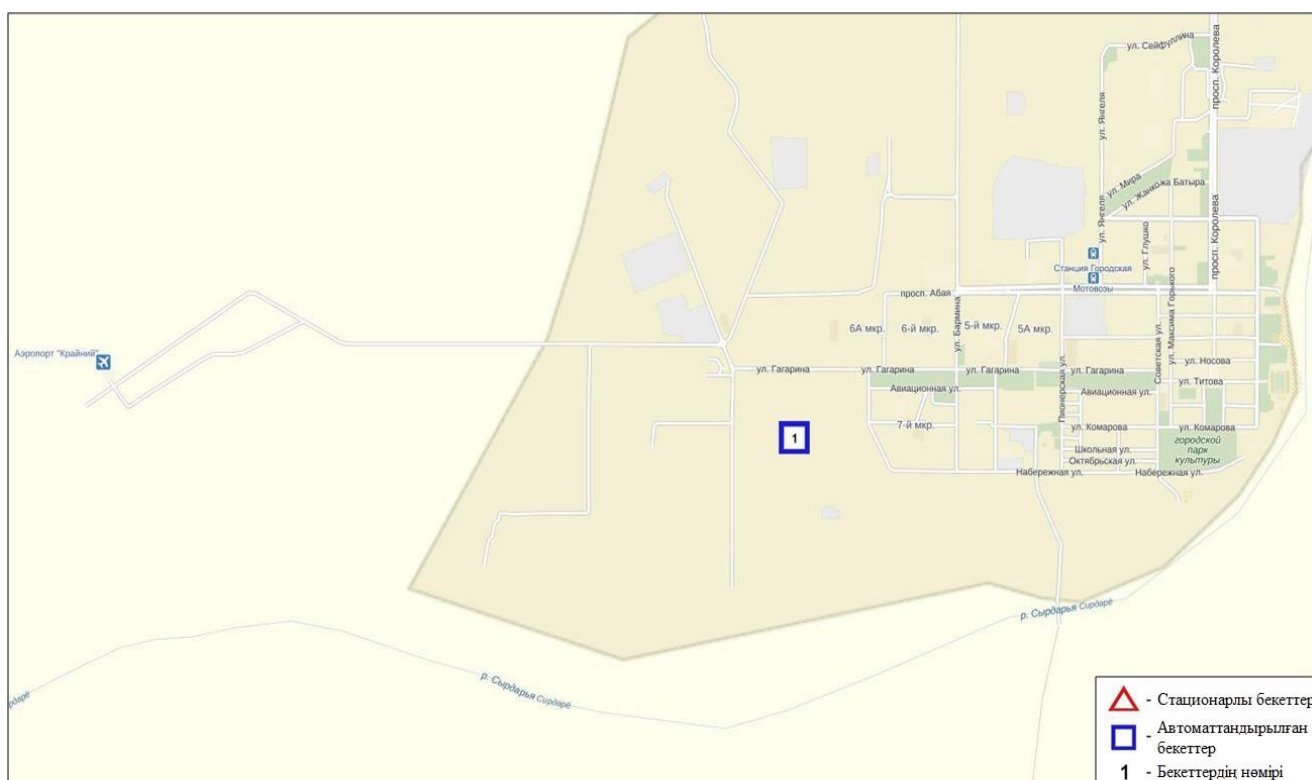 ул. Сейфуллина
просп. Королева
ул. Янгеля
ул. Мира
ул. Жанкожа Батыра
ул. Янгеля
ул. Глушко
просп. Королева
Станция Городская
Мотовозы
ул. Максима Горького
просп. Абая
6А мкр.
6-й мкр.
ул. Бармина
5-й мкр.
5А мкр.
Советская ул.
Аэропорт "Крайний"
ул. Носова
ул. Гагарина
ул. Гагарина
ул. Гагарина
ул. Гагарина
ул. Титова
Авиационная ул.
Авиационная ул.
Пионерская ул.
7-й мкр.
ул. Комарова
ул. Комарова
1
городской
парк
культуры
Школьная ул.
Октябрьская ул.
Набережная ул.
Набережная ул.
р. Сырдарья Сирдарё
р. Сырдарья Сирдарё
рдарё
- Стационарлы бекеттер
- Автоматтандырылған
бекеттер
1 - Бекеттердің нөмірі